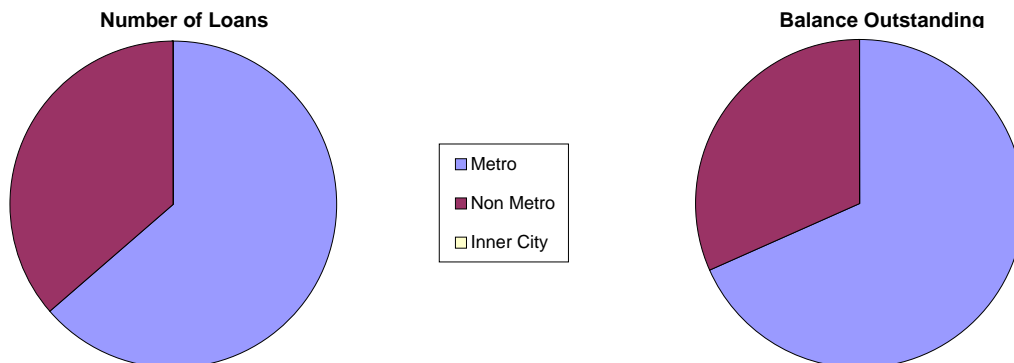 Number of Loans
Balance Outstanding
Metro
Non Metro
Inner City